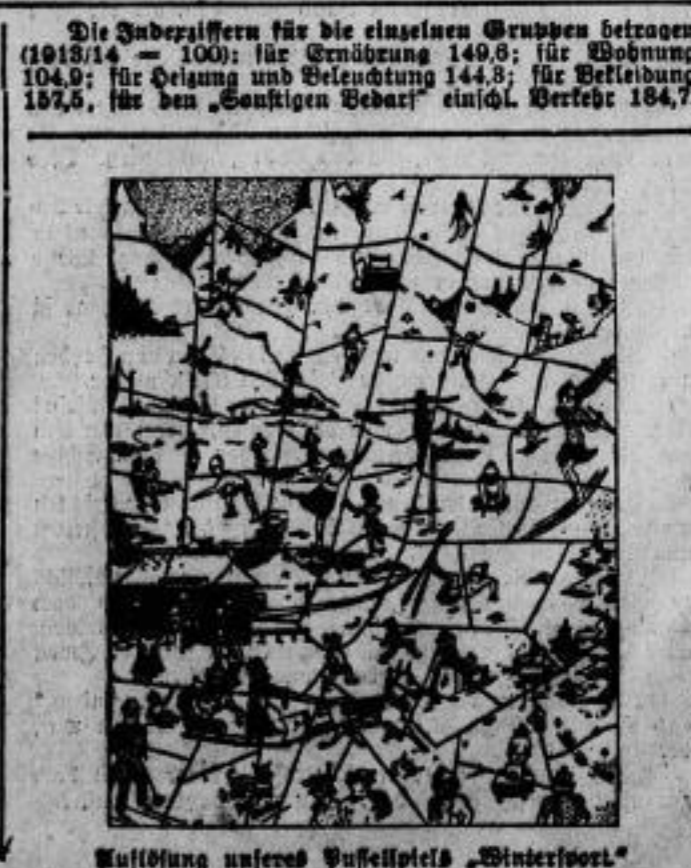 Die Indexziffern für die einzelnen Gruppen betragen
(1913/14 = 100): für Ernährung 149,6; für Wohnung
104,9; für Heizung und Beleuchtung 144,3; für Bekleidung
157,5, für den „Sonstigen Bedarf“ einschl. Verkehr 184,7
Auflösung unseres Pusselspiels „Wintersport.“